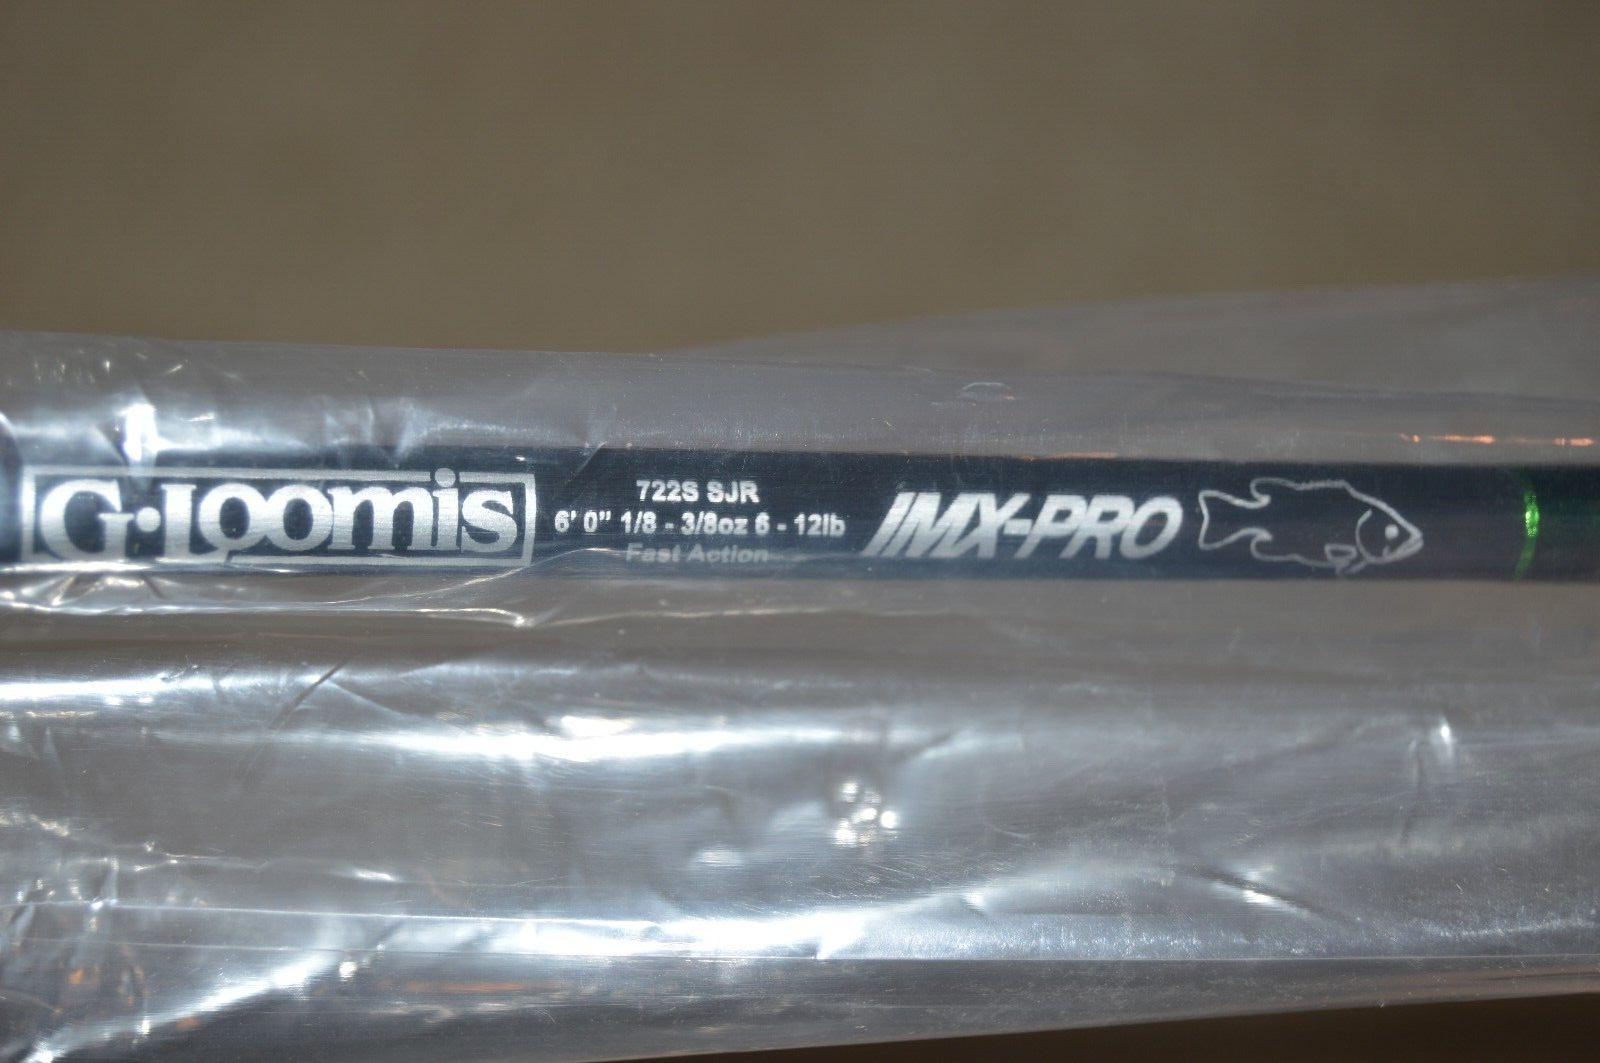 G·Loomis
722S SJR
6' 0" 1/8 - 3/8oz 6 - 12lb
Fast Action
IMX-PRO